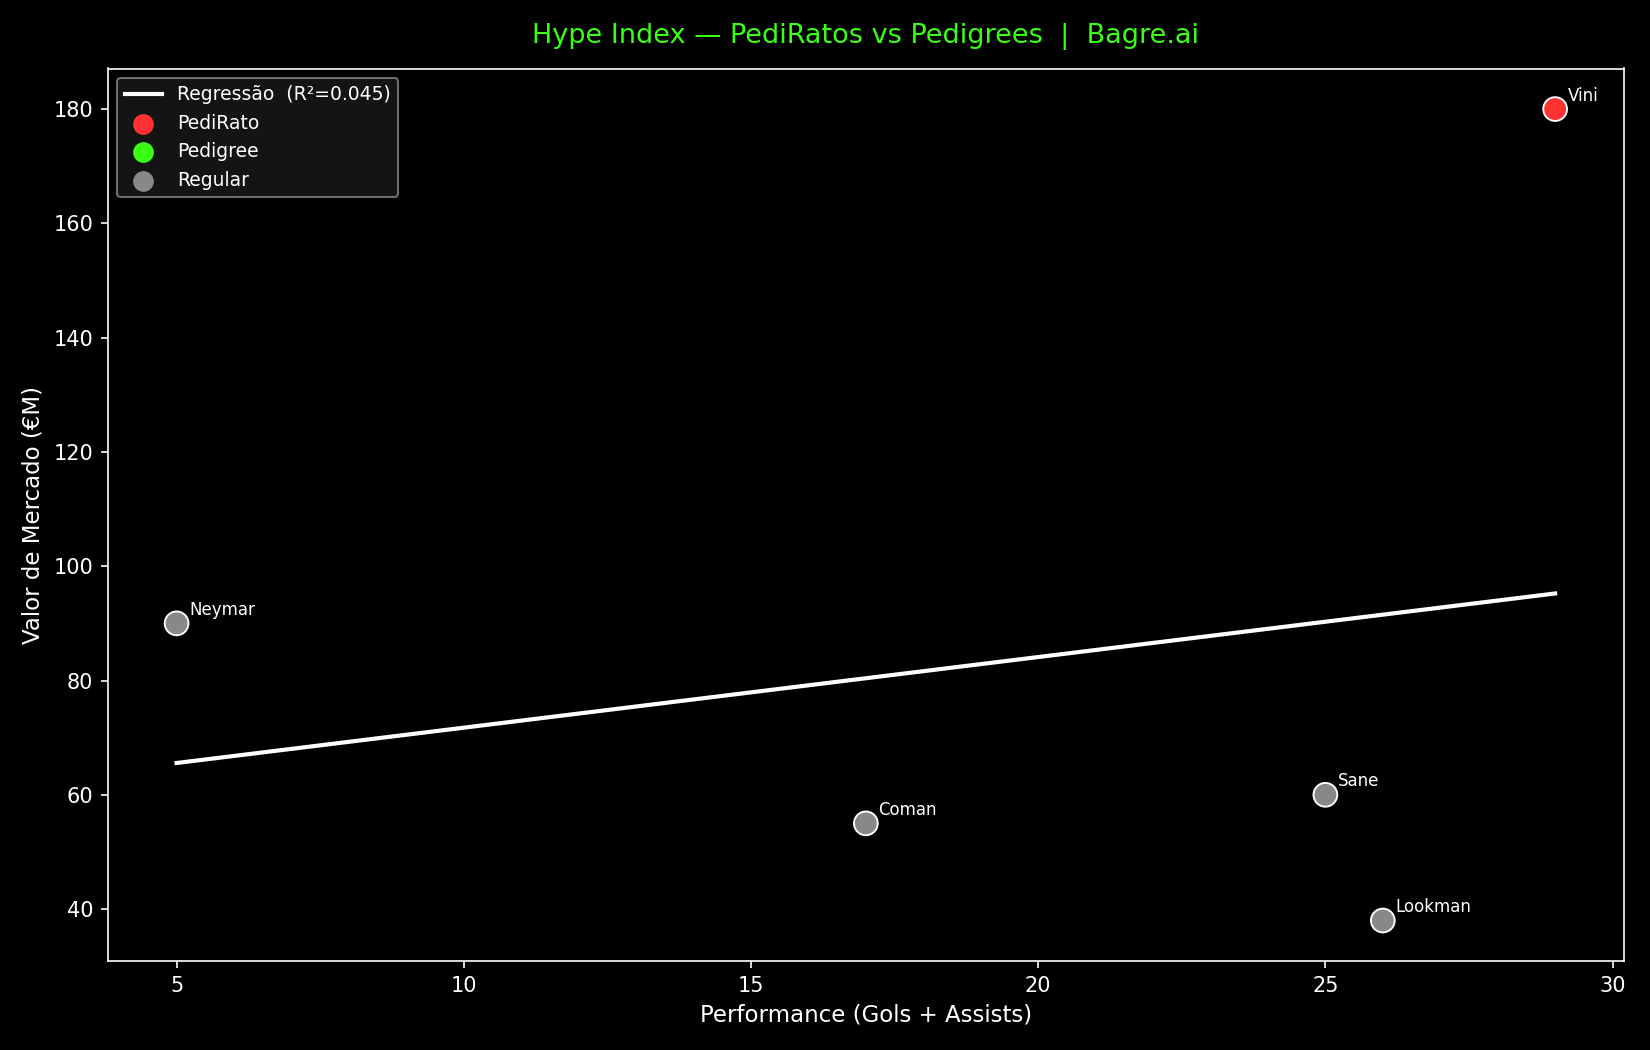 Hype Index — PediRatos vs Pedigrees | Bagre.ai
Regressão (R²=0.045)
PediRato
Pedigree
Regular
Vini
Neymar
Sane
Coman
Lookman
Valor de Mercado (€M)
180
160
140
120
100
80
60
40
5 10 15 20 25 30
Performance (Gols + Assists)